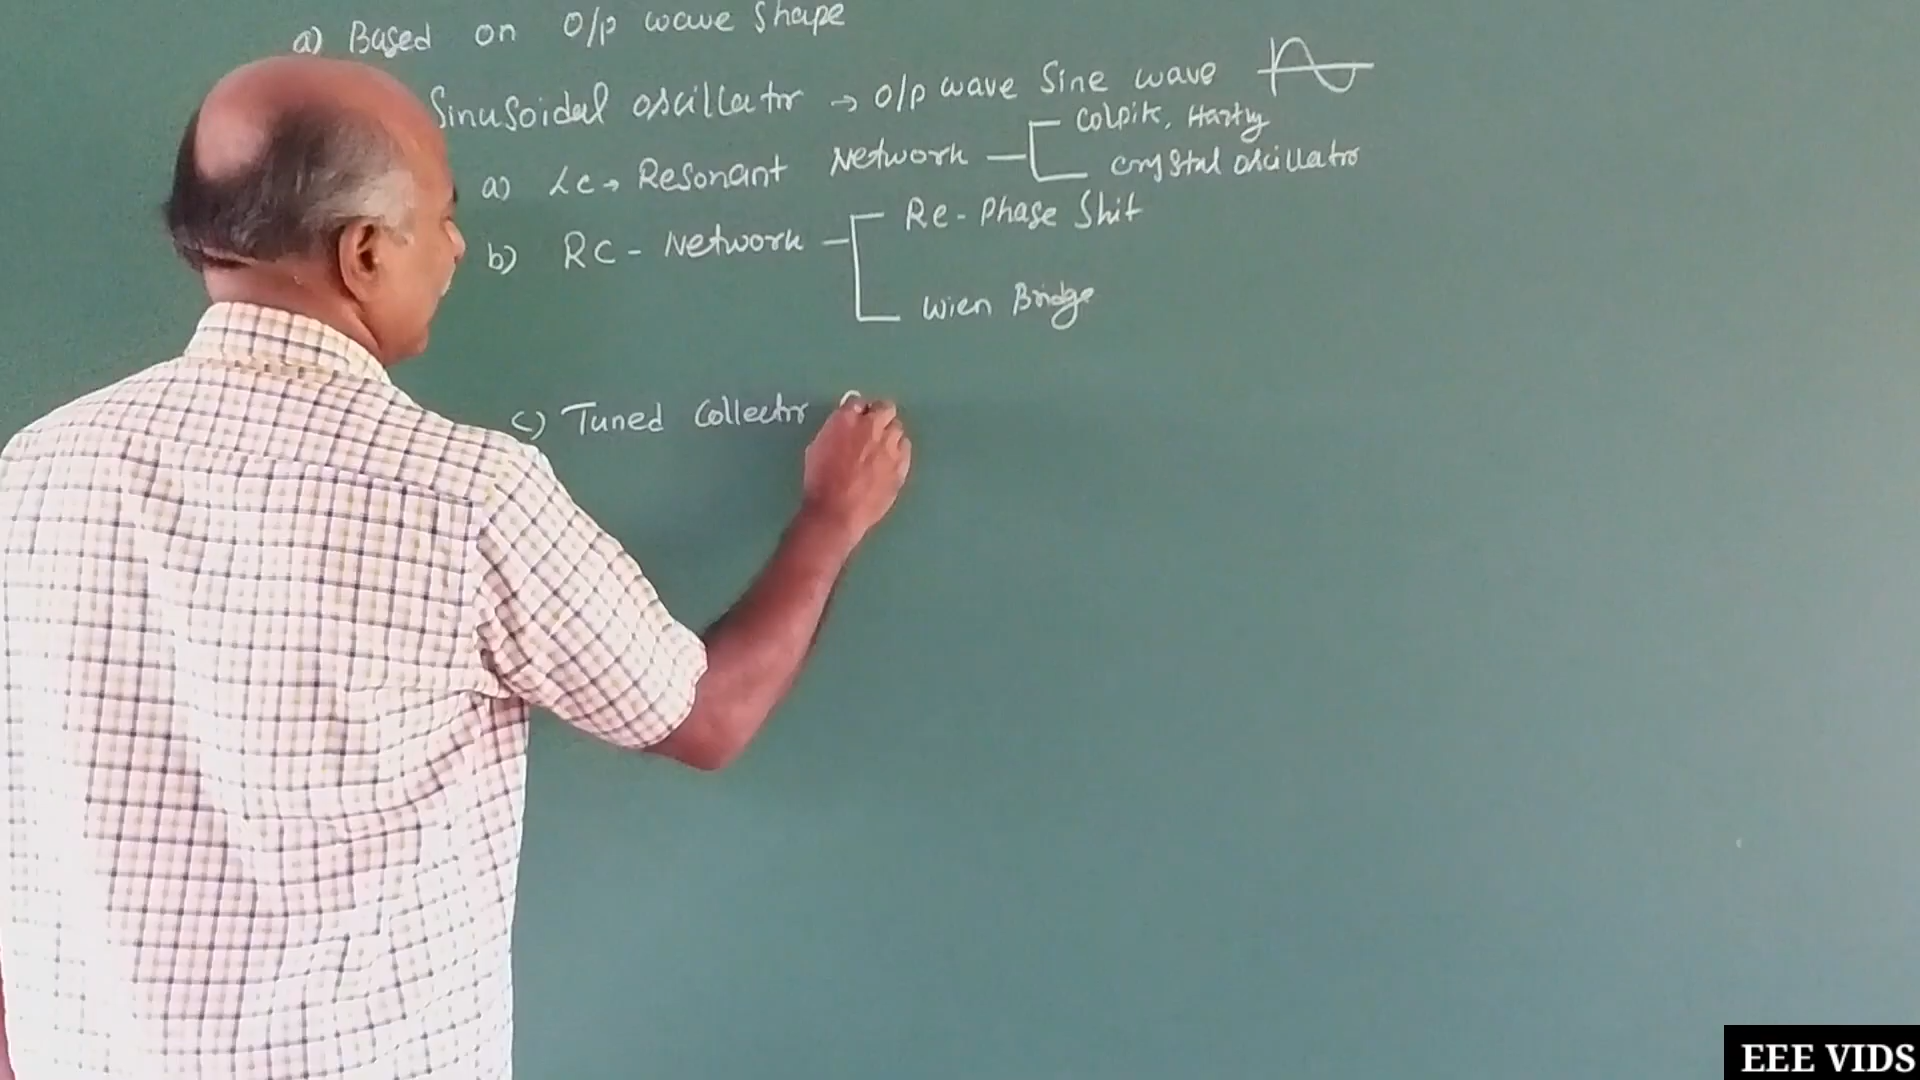 a) Based on O/p wave shape
Sinusoidal oscillator → O/p wave Sine wave
Colpits, Hartly
a) LC → Resonant Network
crystal oscillator
RC - Phase Shit
b) RC - Network
Wien Bridge
c) Tuned Collector
EEE VIDS